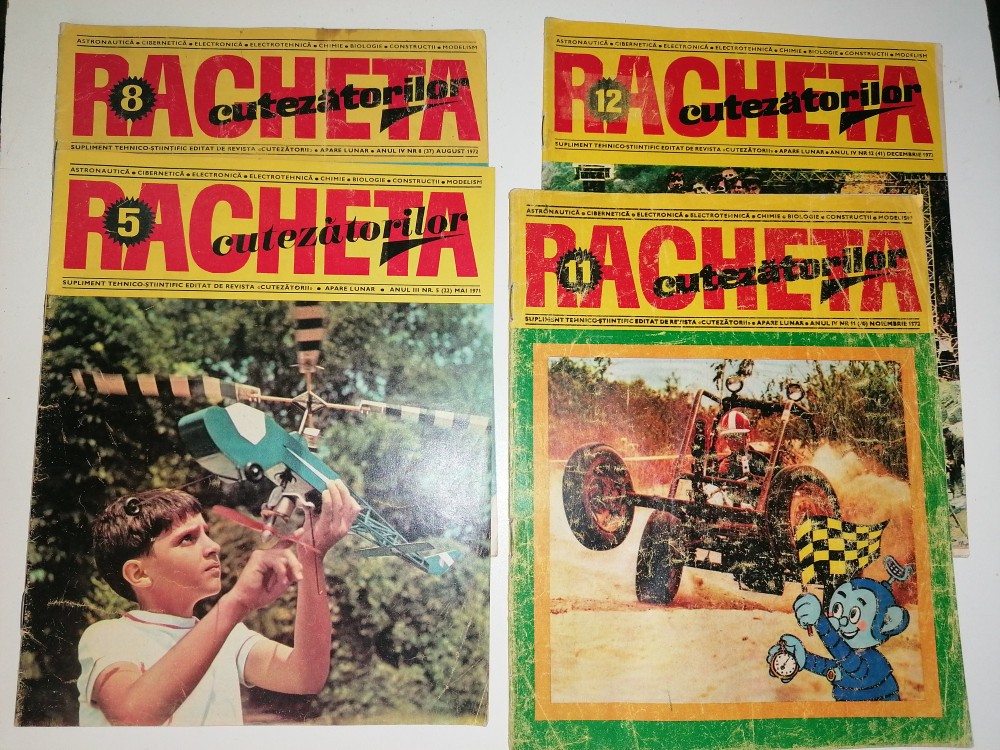 ASTRONAUTICĂ • CIBERNETICĂ • ELECTRONICĂ • ELECTROTEHNICĂ • CHIMIE • BIOLOGIE • CONSTRUCTII • MODELISM
RACHETA
8
cutezătorilor
SUPLIMENT TEHNICO-ȘTIINȚIFIC EDITAT DE REVISTA «CUTEZĂTORII» • APARE LUNAR • ANUL IV NR 8 (37) AUGUST 1972
ASTRONAUTICĂ • CIBERNETICĂ • ELECTRONICĂ • ELECTROTEHNICĂ • CHIMIE • BIOLOGIE • CONSTRUCTII • MODELISM
RACHETA
5
cutezătorilor
SUPLIMENT TEHNICO-ȘTIINȚIFIC EDITAT DE REVISTA «CUTEZĂTORII» • APARE LUNAR • ANUL III NR. 5 (22) MAI 1971
ASTRONAUTICĂ • CIBERNETICĂ • ELECTRONICĂ • ELECTROTEHNICĂ • CHIMIE • BIOLOGIE • CONSTRUCTII • MODELISM
RACHETA
12
cutezătorilor
SUPLIMENT TEHNICO-ȘTIINȚIFIC EDITAT DE REVISTA «CUTEZĂTORII» • APARE LUNAR • ANUL IV NR 12 (41) DECEMBRIE 1972
ASTRONAUTICĂ • CIBERNETICĂ • ELECTRONICĂ • ELECTROTEHNICĂ • CHIMIE • BIOLOGIE • CONSTRUCTII • MODELISM
RACHETA
11
cutezătorilor
SUPLIMENT TEHNICO-ȘTIINȚIFIC EDITAT DE REVISTA «CUTEZĂTORII» • APARE LUNAR • ANUL IV NR 11 NOIEMBRIE 1972